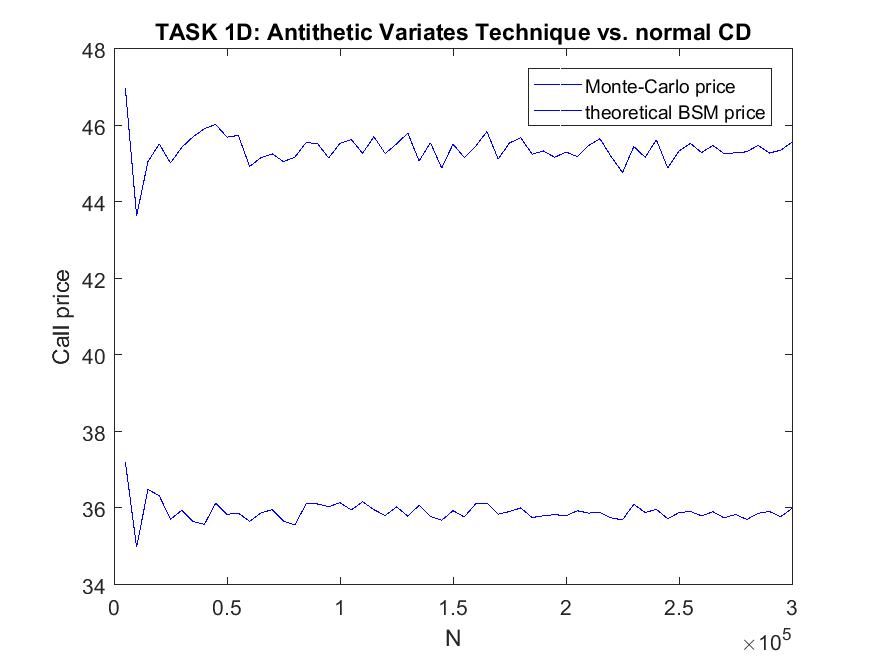 TASK 1D: Antithetic Variates Technique vs. normal CD
48
46
44
42
40
38
36
34
Call price
Monte-Carlo price
theoretical BSM price
0 0.5 1 1.5 2 2.5 3
N
×10^5